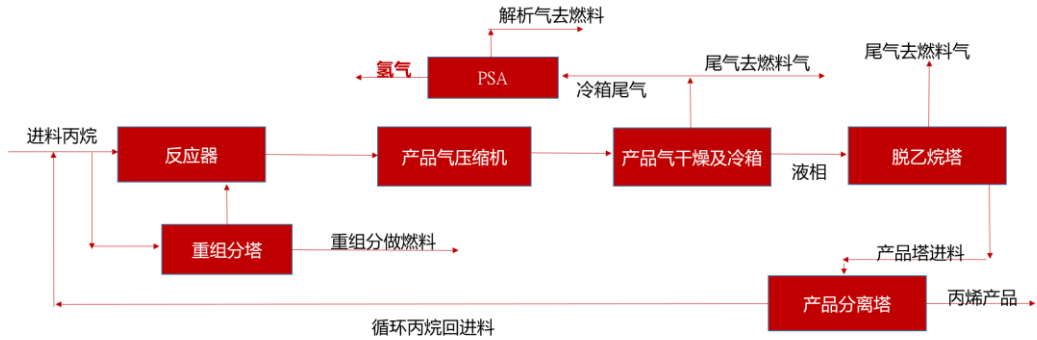 解析气去燃料
氢气
PSA
尾气去燃料气
冷箱尾气
尾气去燃料气
进料丙烷
反应器
产品气压缩机
产品气干燥及冷箱
液相
脱乙烷塔
重组分塔
重组分做燃料
产品塔进料
产品分离塔
丙烯产品
循环丙烷回进料